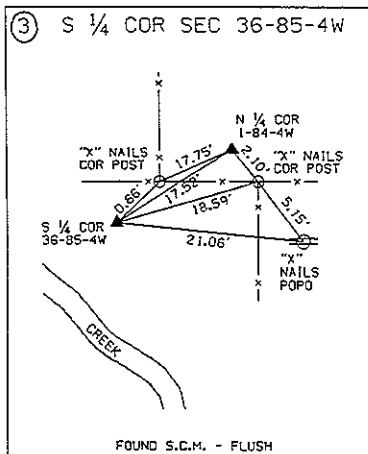 ③ S ¼ COR SEC 36-85-4W
N ¼ COR
1-84-4W
"X" NAILS
COR POST
"X" NAILS
COR POST
17.75'
2.10'
17.52'
0.66'
18.59'
5.15'
S ¼ COR
36-85-4W
21.06'
"X"
NAILS
POPO
CREEK
FOUND S.C.M. - FLUSH